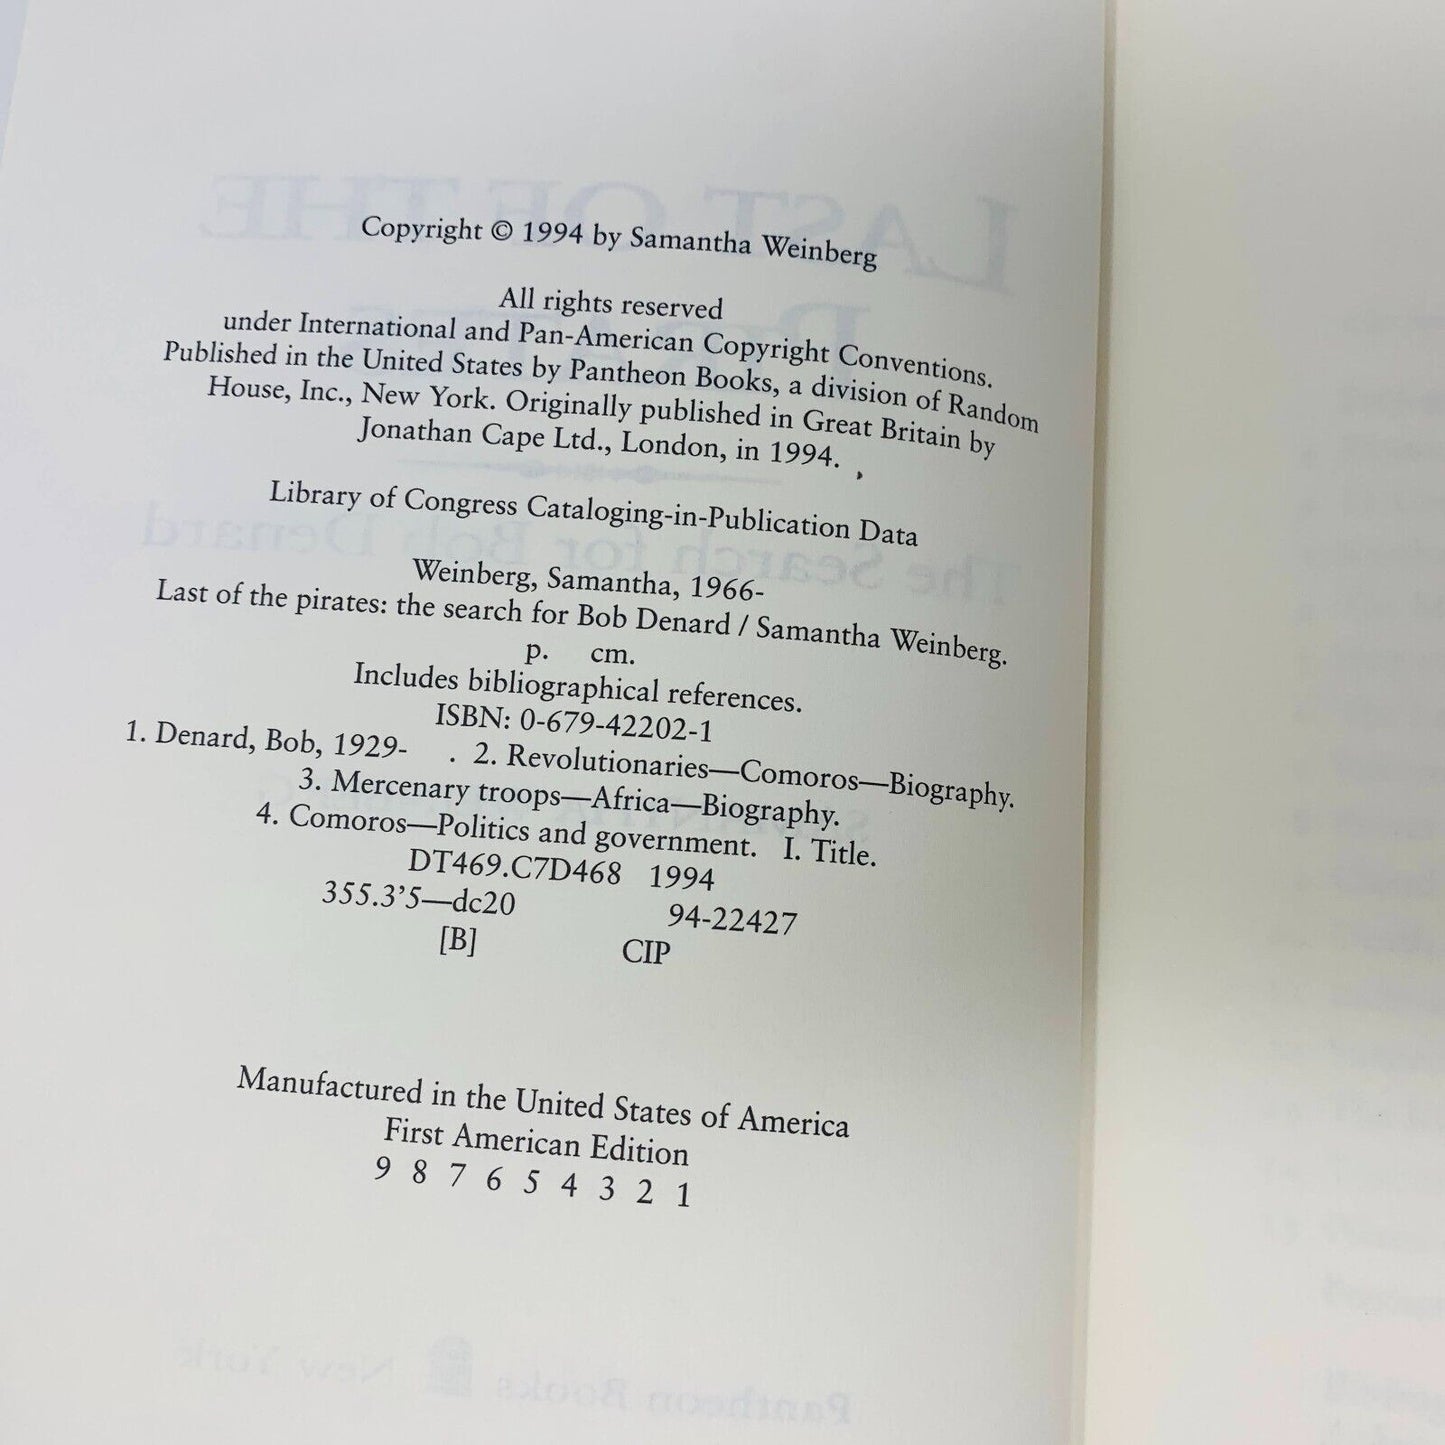 Copyright © 1994 by Samantha Weinberg
All rights reserved
under International and Pan-American Copyright Conventions.
Published in the United States by Pantheon Books, a division of Random
House, Inc., New York. Originally published in Great Britain by
Jonathan Cape Ltd., London, in 1994.
Library of Congress Cataloging-in-Publication Data
Weinberg, Samantha, 1966-
Last of the pirates: the search for Bob Denard / Samantha Weinberg.
p. cm.
Includes bibliographical references.
ISBN: 0-679-42202-1
1. Denard, Bob, 1929- . 2. Revolutionaries—Comoros—Biography.
3. Mercenary troops—Africa—Biography.
4. Comoros—Politics and government. I. Title.
DT469.C7D468 1994
355.3’5—dc20 94-22427
[B] CIP
Manufactured in the United States of America
First American Edition
9 8 7 6 5 4 3 2 1